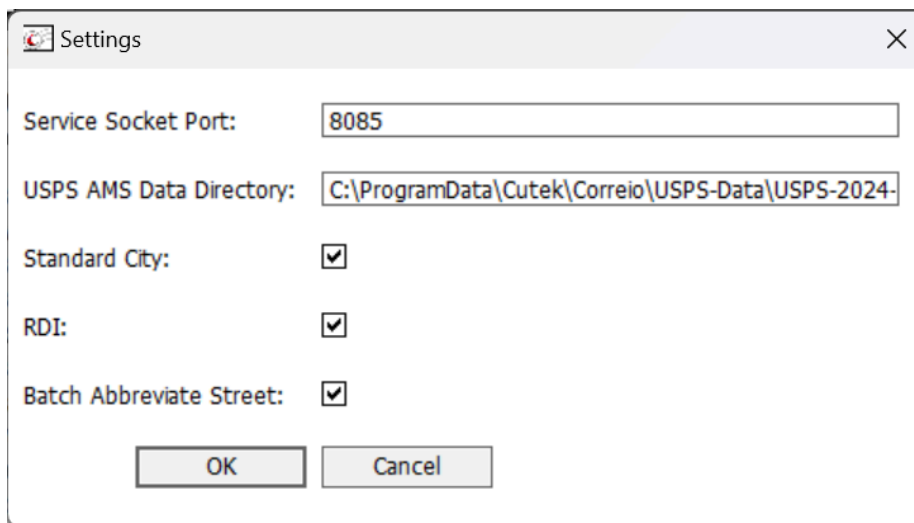 Settings
Service Socket Port: 8085
USPS AMS Data Directory: C:\ProgramData\Cutek\Correio\USPS-Data\USPS-2024-
Standard City:
RDI:
Batch Abbreviate Street:
OK Cancel